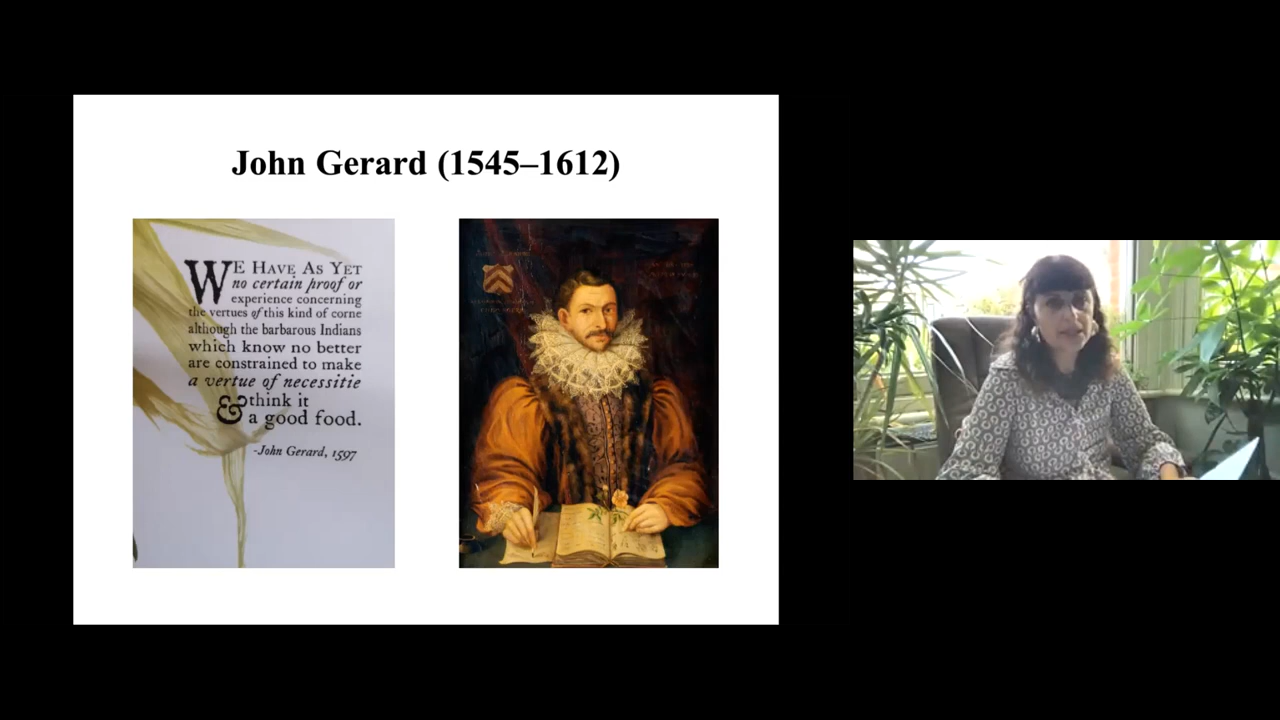 John Gerard (1545–1612)
WE HAVE AS YET
no certain proof or
experience concerning
the vertues of this kind of corne
although the barbarous Indians
which know no better
are constrained to make
a vertue of necessitie
& think it
a good food.
-John Gerard, 1597